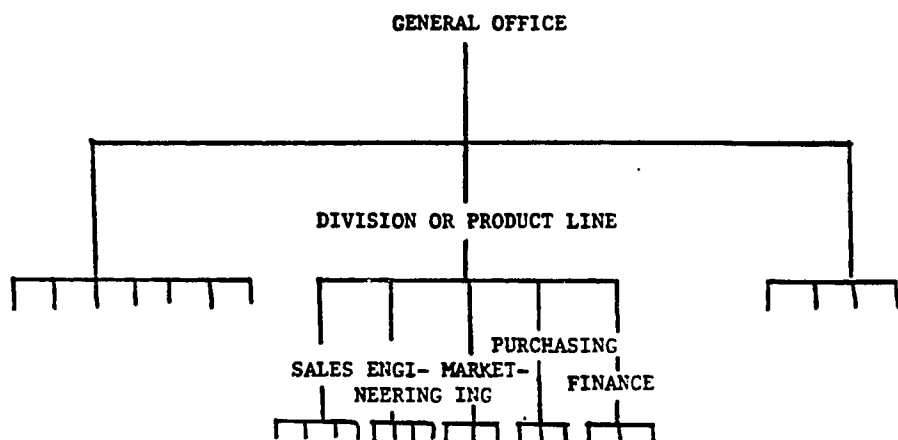 GENERAL OFFICE
DIVISION OR PRODUCT LINE
PURCHASING
SALES ENGI- MARKET-
NEERING ING
FINANCE